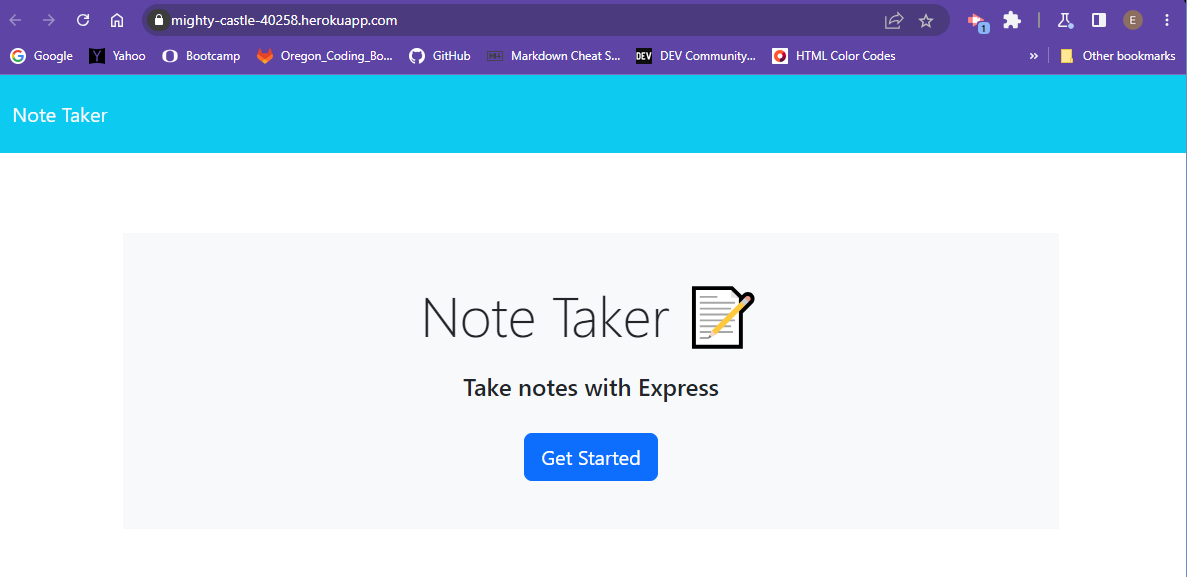 mighty-castle-40258.herokuapp.com
1
E
Google
Yahoo
Bootcamp
Oregon_Coding_Bo...
GitHub
Markdown Cheat S...
DEV
DEV Community...
HTML Color Codes
»
Other bookmarks
Note Taker
Note Taker
Take notes with Express
Get Started